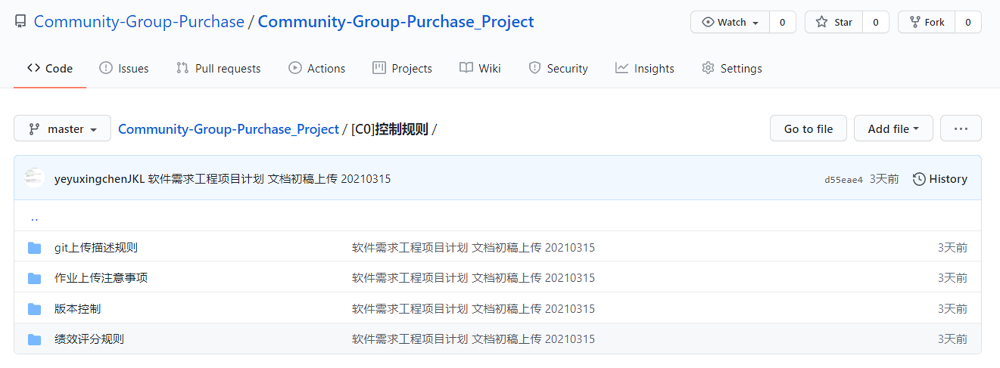 Community-Group-Purchase / Community-Group-Purchase_Project
Watch 0 Star 0 Fork 0
Code Issues Pull requests Actions Projects Wiki Security Insights Settings
master Community-Group-Purchase_Project / [C0]控制规则 / Go to file Add file ...
yeyuxingchenJKL 软件需求工程项目计划 文档初稿上传 20210315 d55eae4 3天前 History
..
git上传描述规则 软件需求工程项目计划 文档初稿上传 20210315 3天前
作业上传注意事项 软件需求工程项目计划 文档初稿上传 20210315 3天前
版本控制 软件需求工程项目计划 文档初稿上传 20210315 3天前
绩效评分规则 软件需求工程项目计划 文档初稿上传 20210315 3天前